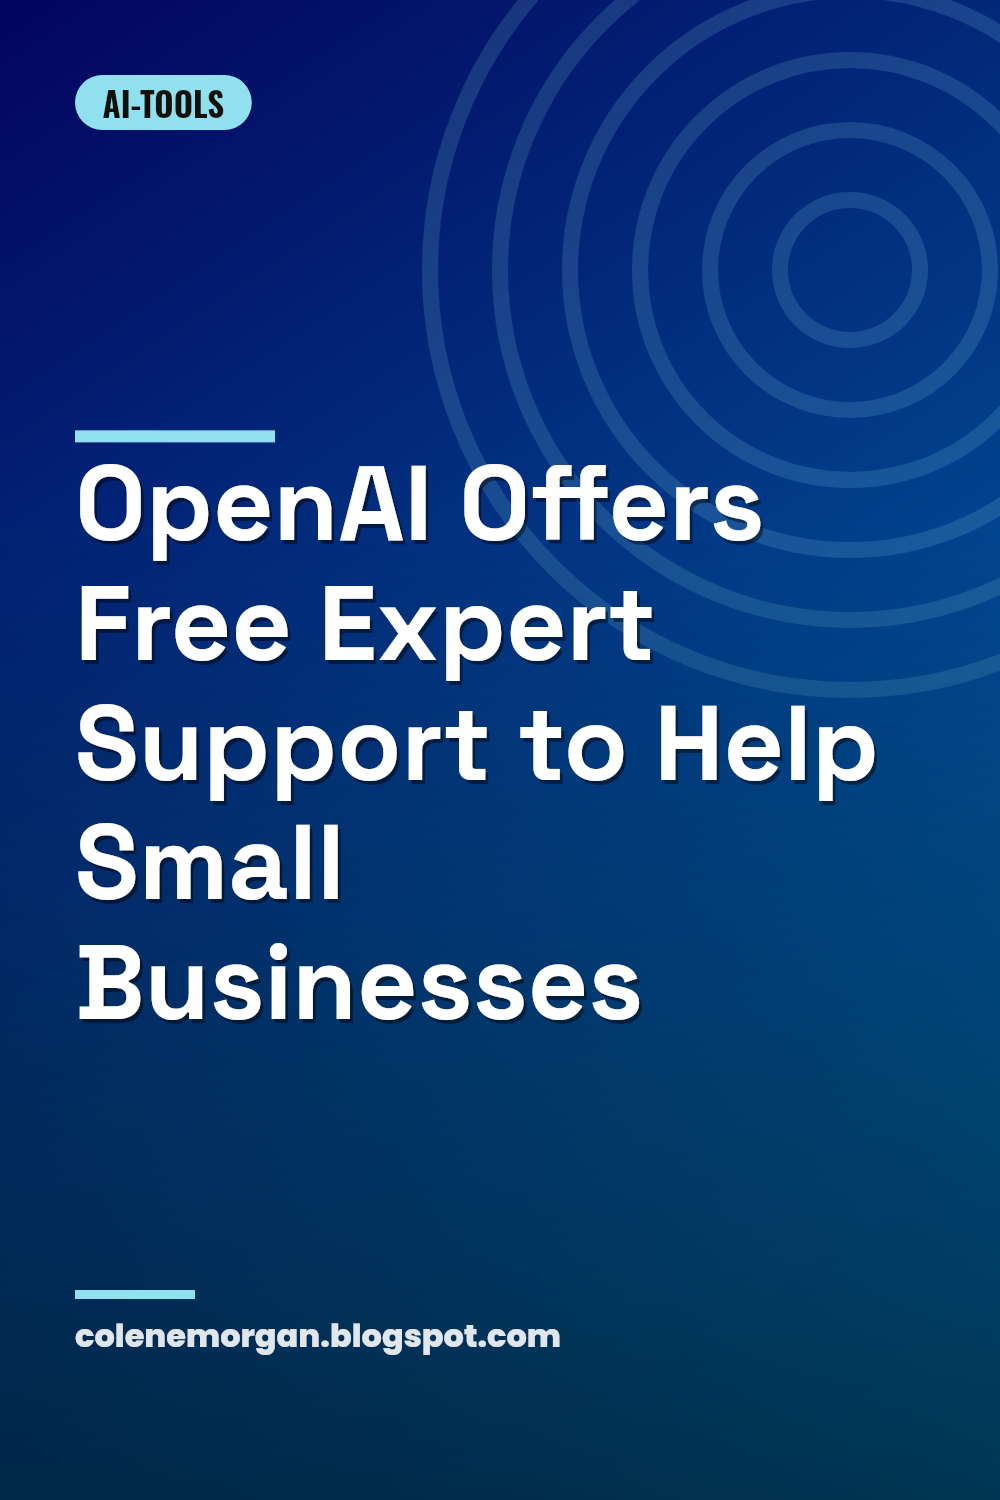 AI-TOOLS
OpenAI Offers
Free Expert
Support to Help
Small
Businesses
colenemorgan.blogspot.com